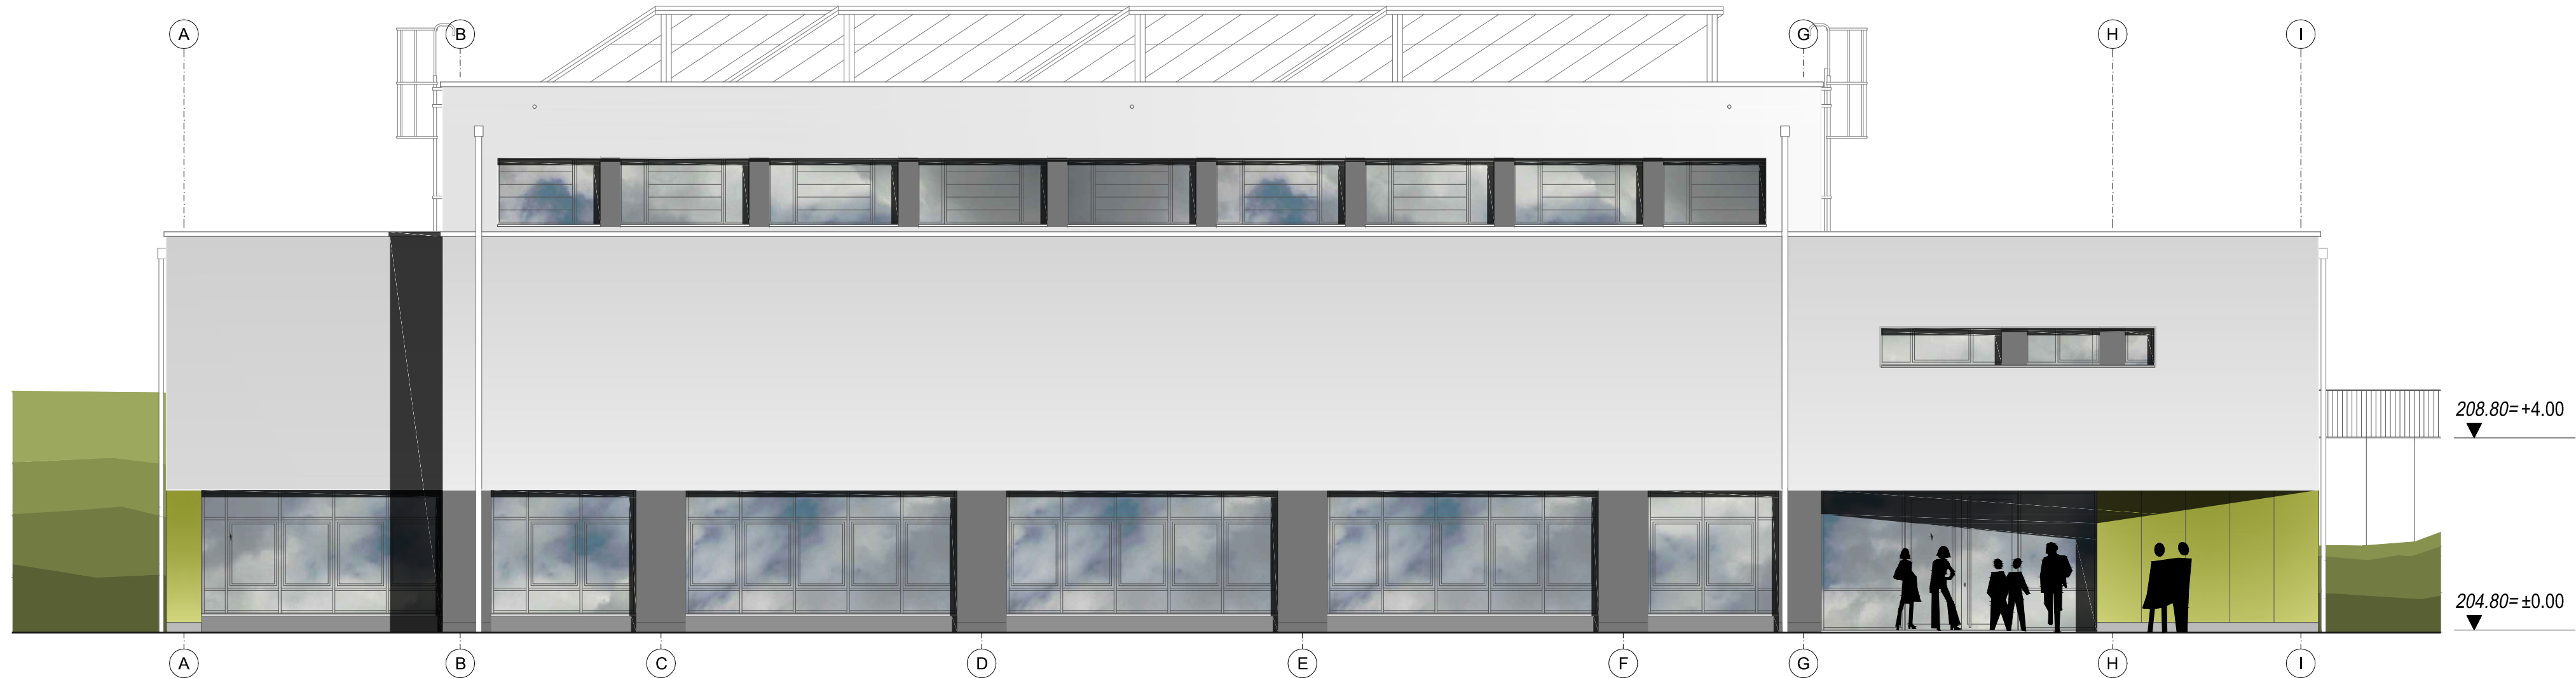 A B G H I
208.80= +4.00
204.80= ±0.00
A B C D E F G H I